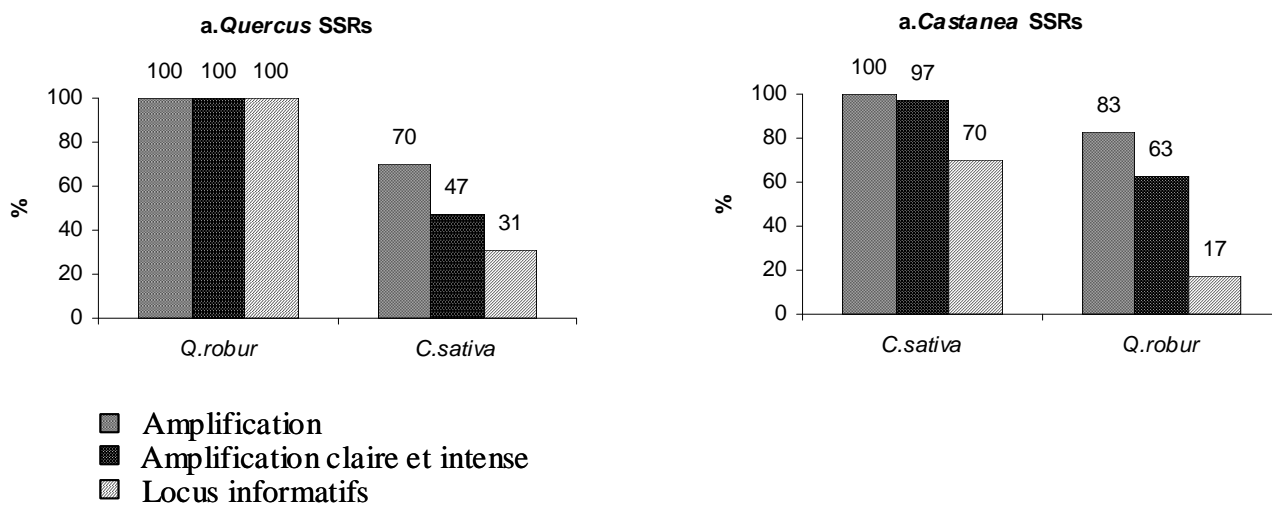 a.Quercus SSRs
100 100 100
100
80
60
40
20
0
%
70
47
31
Q.robur C.sativa
a.Castanea SSRs
100
80
60
40
20
0
%
100 97
70
83
63
17
C.sativa Q.robur
Amplification
Amplification claire et intense
Locus informatifs